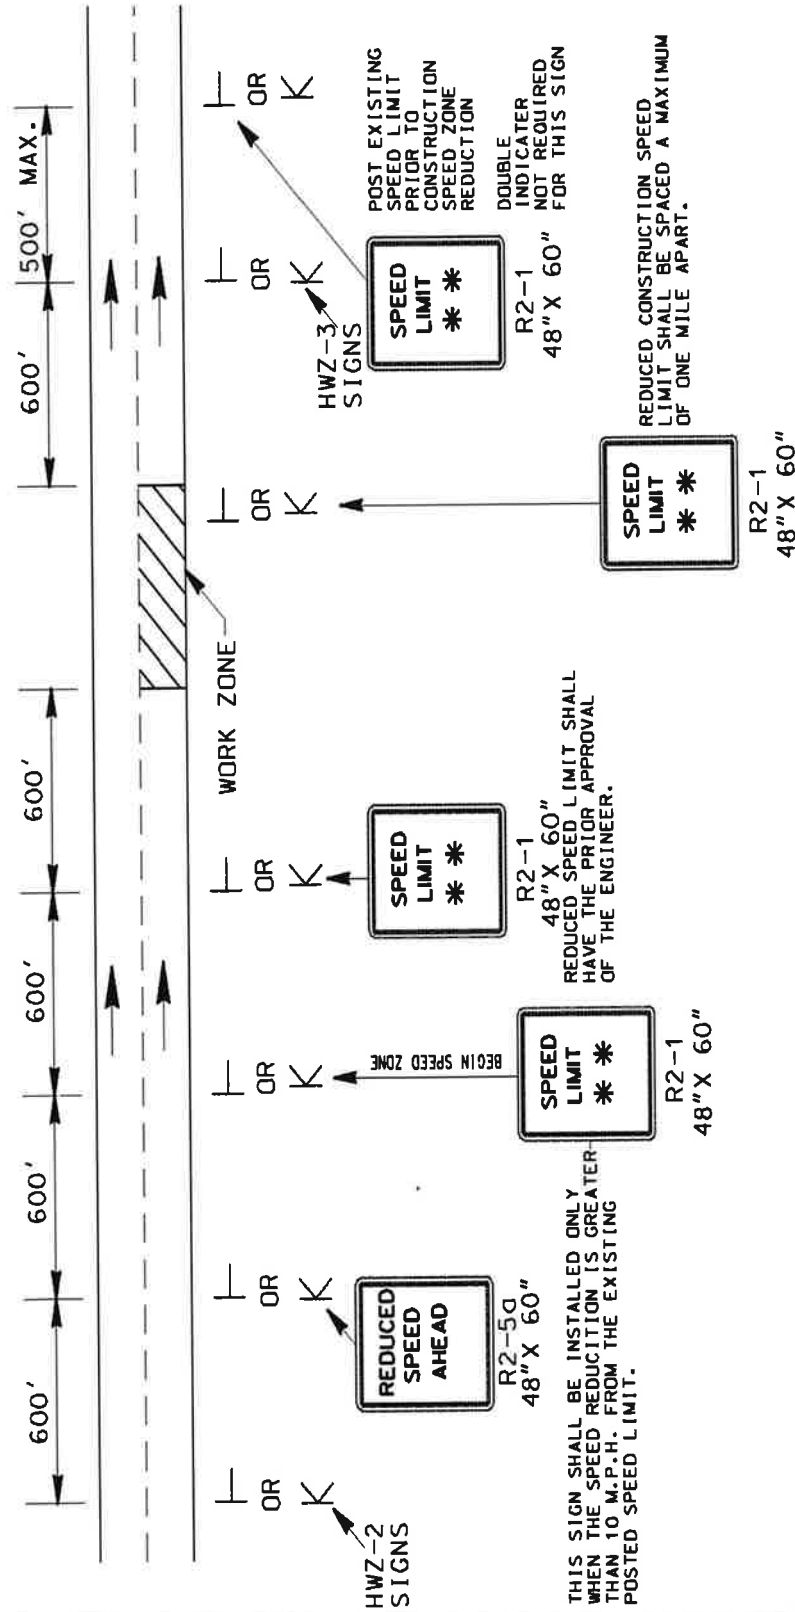 600'
600'
600'
600'
600'
500' MAX.
WORK ZONE
OR
OR
OR
OR
OR
OR
OR
HWZ-2
SIGNS
REDUCED
SPEED
AHEAD
R2-5a
48"X 60"
BEGIN SPEED ZONE
SPEED
LIMIT
* *
R2-1
48"X 60"
THIS SIGN SHALL BE INSTALLED ONLY
WHEN THE SPEED REDUCITION IS GREATER
THAN 10 M.P.H. FROM THE EXISTING
POSTED SPEED LIMIT.
SPEED
LIMIT
* *
R2-1
48"X 60"
REDUCED SPEED LIMIT SHALL
HAVE THE PRIOR APPROVAL
OF THE ENGINEER.
SPEED
LIMIT
* *
R2-1
48"X 60"
REDUCED CONSTRUCTION SPEED
LIMIT SHALL BE SPACED A MAXIMUM
OF ONE MILE APART.
HWZ-3
SIGNS
SPEED
LIMIT
* *
R2-1
48"X 60"
POST EXISTING
SPEED LIMIT
PRIOR TO
CONSTRUCTION
SPEED ZONE
REDUCTION
DOUBLE
INDICATER
NOT REQUIRED
FOR THIS SIGN